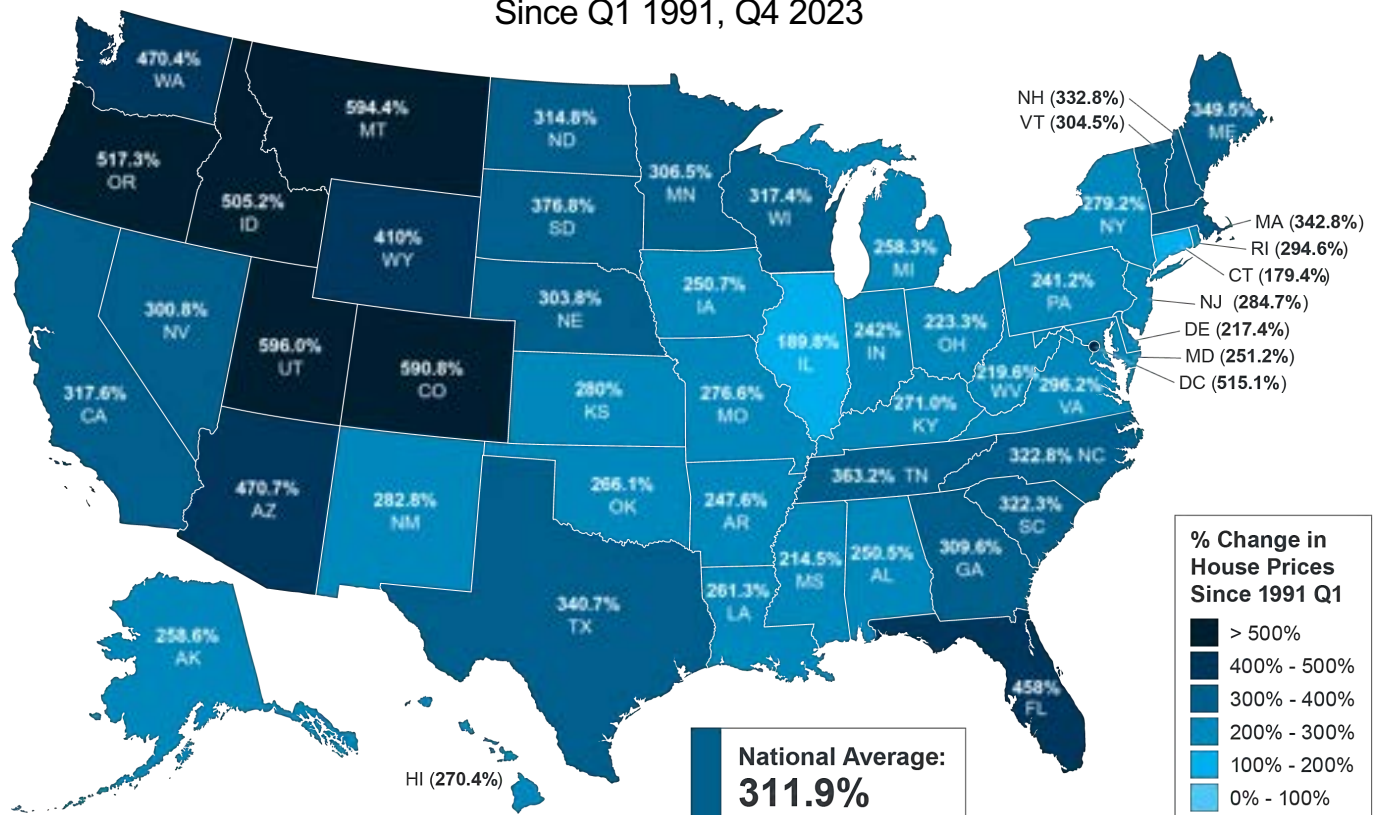 Since Q1 1991, Q4 2023
470.4%
WA
594.4%
MT
314.8%
ND
NH (332.8%)
VT (304.5%)
349.5%
ME
517.3%
OR
505.2%
ID
306.5%
MN
317.4%
WI
376.8%
SD
410%
WY
279.2%
NY
258.3%
MI
MA (342.8%)
RI (294.6%)
CT (179.4%)
NJ (284.7%)
DE (217.4%)
MD (251.2%)
DC (515.1%)
300.8%
NV
303.8%
NE
250.7%
IA
241.2%
PA
596.0%
UT
590.8%
CO
189.8%
IL
242%
IN
223.3%
OH
317.6%
CA
280%
KS
276.6%
MO
271.0%
KY
219.6%
WV
296.2%
VA
470.7%
AZ
282.8%
NM
266.1%
OK
247.6%
AR
363.2% TN
322.8% NC
322.3%
SC
340.7%
TX
261.3%
LA
214.5%
MS
250.5%
AL
309.6%
GA
458%
FL
258.6%
AK
HI (270.4%)
National Average:
311.9%
% Change in
House Prices
Since 1991 Q1
> 500%
400% - 500%
300% - 400%
200% - 300%
100% - 200%
0% - 100%